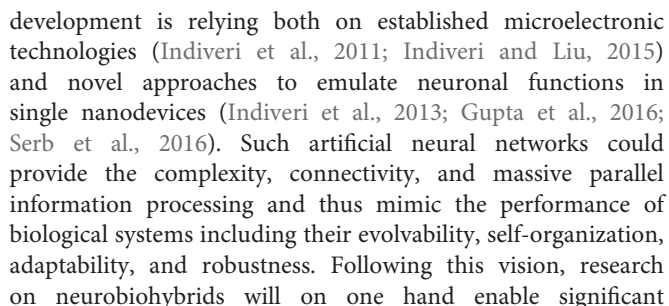 development is relying both on established microelectronic
technologies (Indiveri et al., 2011; Indiveri and Liu, 2015)
and novel approaches to emulate neuronal functions in
single nanodevices (Indiveri et al., 2013; Gupta et al., 2016;
Serb et al., 2016). Such artificial neural networks could
provide the complexity, connectivity, and massive parallel
information processing and thus mimic the performance of
biological systems including their evolvability, self-organization,
adaptability, and robustness. Following this vision, research
on neurobiohybrids will on one hand enable significant